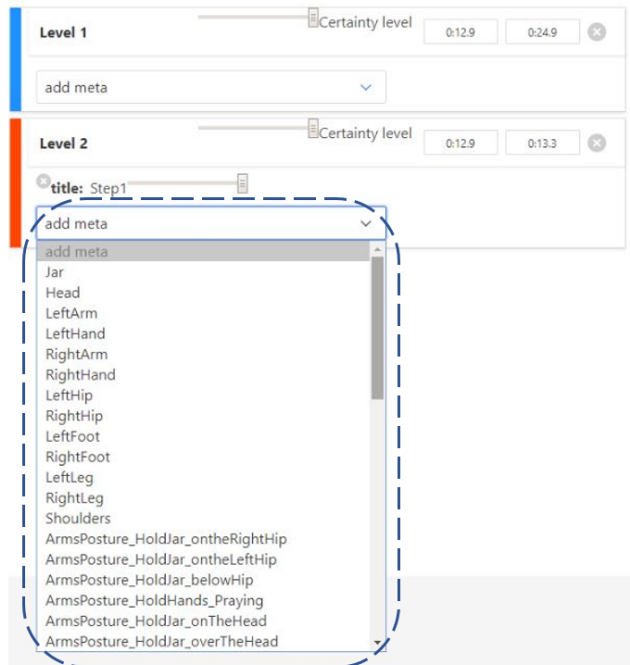 Level 1 Certainty level 0:12.9 0:24.9
add meta
Level 2 Certainty level 0:12.9 0:13.3
title: Step1
add meta
add meta
Jar
Head
LeftArm
LeftHand
RightArm
RightHand
LeftHip
RightHip
LeftFoot
RightFoot
LeftLeg
RightLeg
Shoulders
ArmsPosture_HoldJar_ontheRightHip
ArmsPosture_HoldJar_ontheLeftHip
ArmsPosture_HoldJar_belowHip
ArmsPosture_HoldHands_Praying
ArmsPosture_HoldJar_onTheHead
ArmsPosture_HoldJar_overTheHead